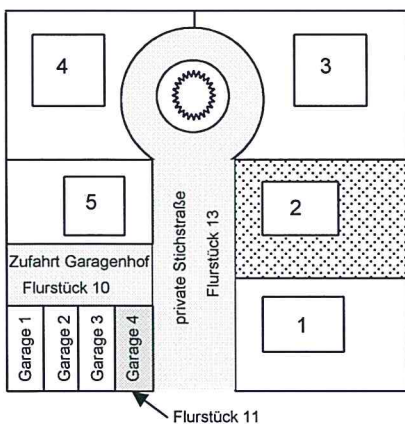 4
3
5
2
1
Zufahrt Garagenhof
Flurstück 10
private Stichstraße
Flurstück 13
Garage 1
Garage 2
Garage 3
Garage 4
Flurstück 11